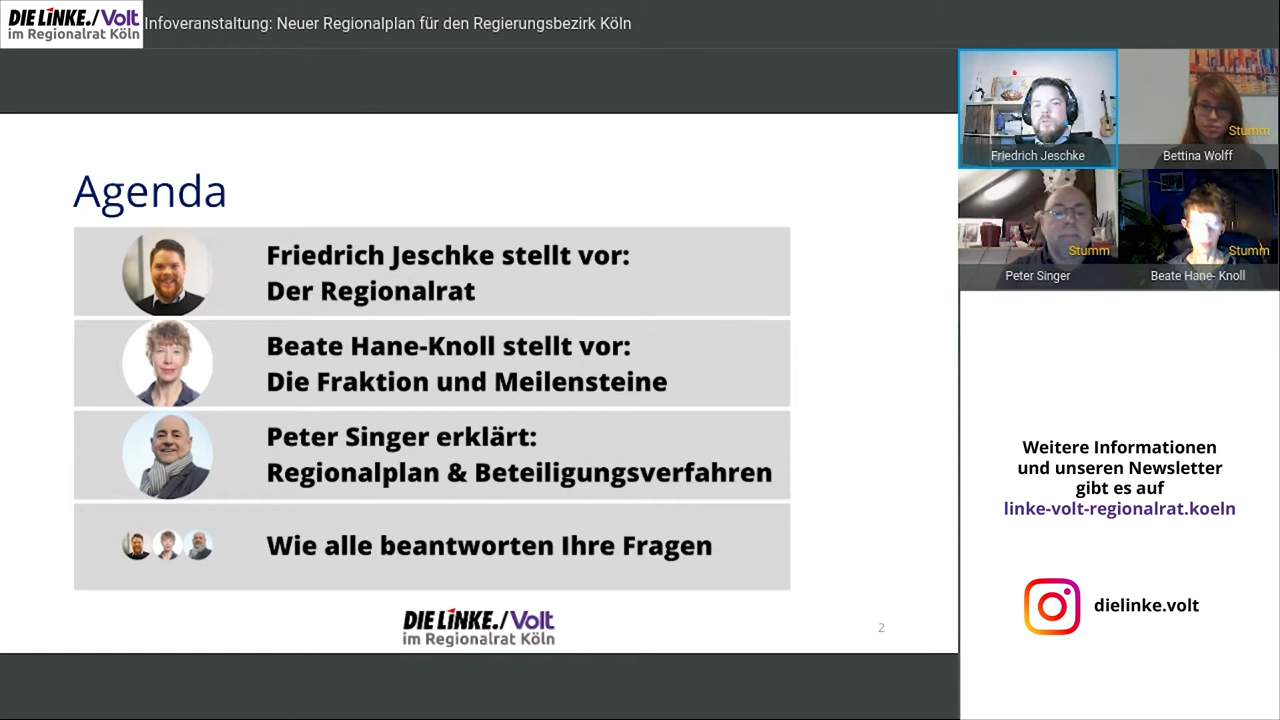 DIE LiNKE./Volt
im Regionalrat Köln
Infoveranstaltung: Neuer Regionalplan für den Regierungsbezirk Köln
Agenda
Friedrich Jeschke stellt vor:
Der Regionalrat
Beate Hane-Knoll stellt vor:
Die Fraktion und Meilensteine
Peter Singer erklärt:
Regionalplan & Beteiligungsverfahren
Wie alle beantworten Ihre Fragen
DIE LiNKE./Volt
im Regionalrat Köln
2
Friedrich Jeschke
Stumm
Bettina Wolff
Stumm
Peter Singer
Stumm
Beate Hane- Knoll
Weitere Informationen
und unseren Newsletter
gibt es auf
linke-volt-regionalrat.koeln
dielinke.volt